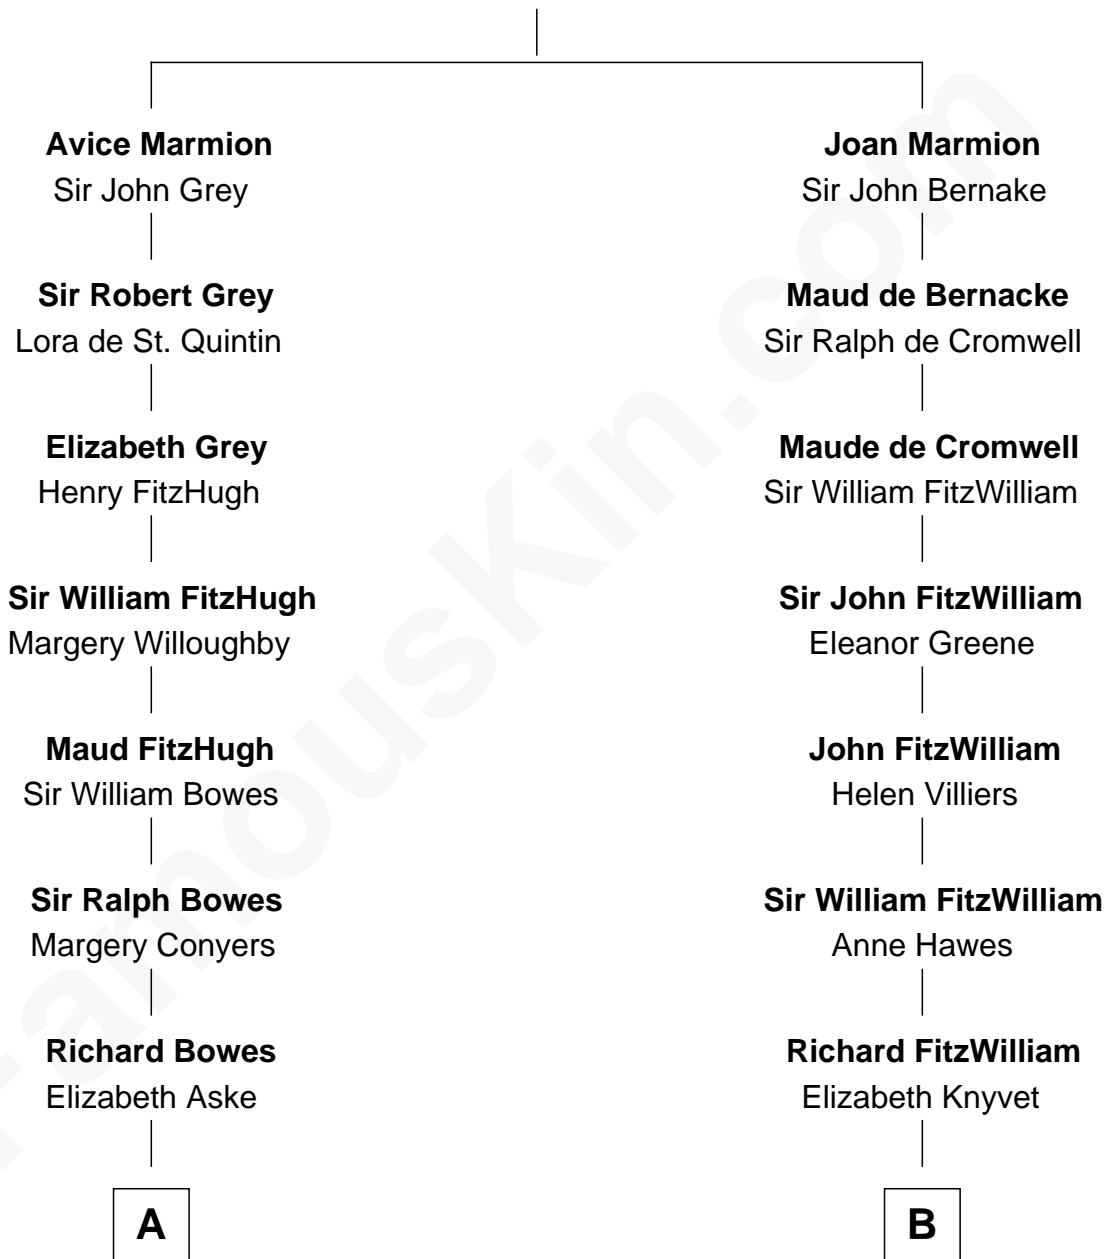 Avice Marmion
Sir John Grey
Sir Robert Grey
Lora de St. Quintin
Elizabeth Grey
Henry FitzHugh
Sir William FitzHugh
Margery Willoughby
Maud FitzHugh
Sir William Bowes
Sir Ralph Bowes
Margery Conyers
Richard Bowes
Elizabeth Aske
A
Joan Marmion
Sir John Bernake
Maud de Bernacke
Sir Ralph de Cromwell
Maude de Cromwell
Sir William FitzWilliam
Sir John FitzWilliam
Eleanor Greene
John FitzWilliam
Helen Villiers
Sir William FitzWilliam
Anne Hawes
Richard FitzWilliam
Elizabeth Knyvet
B
FamousKin.com